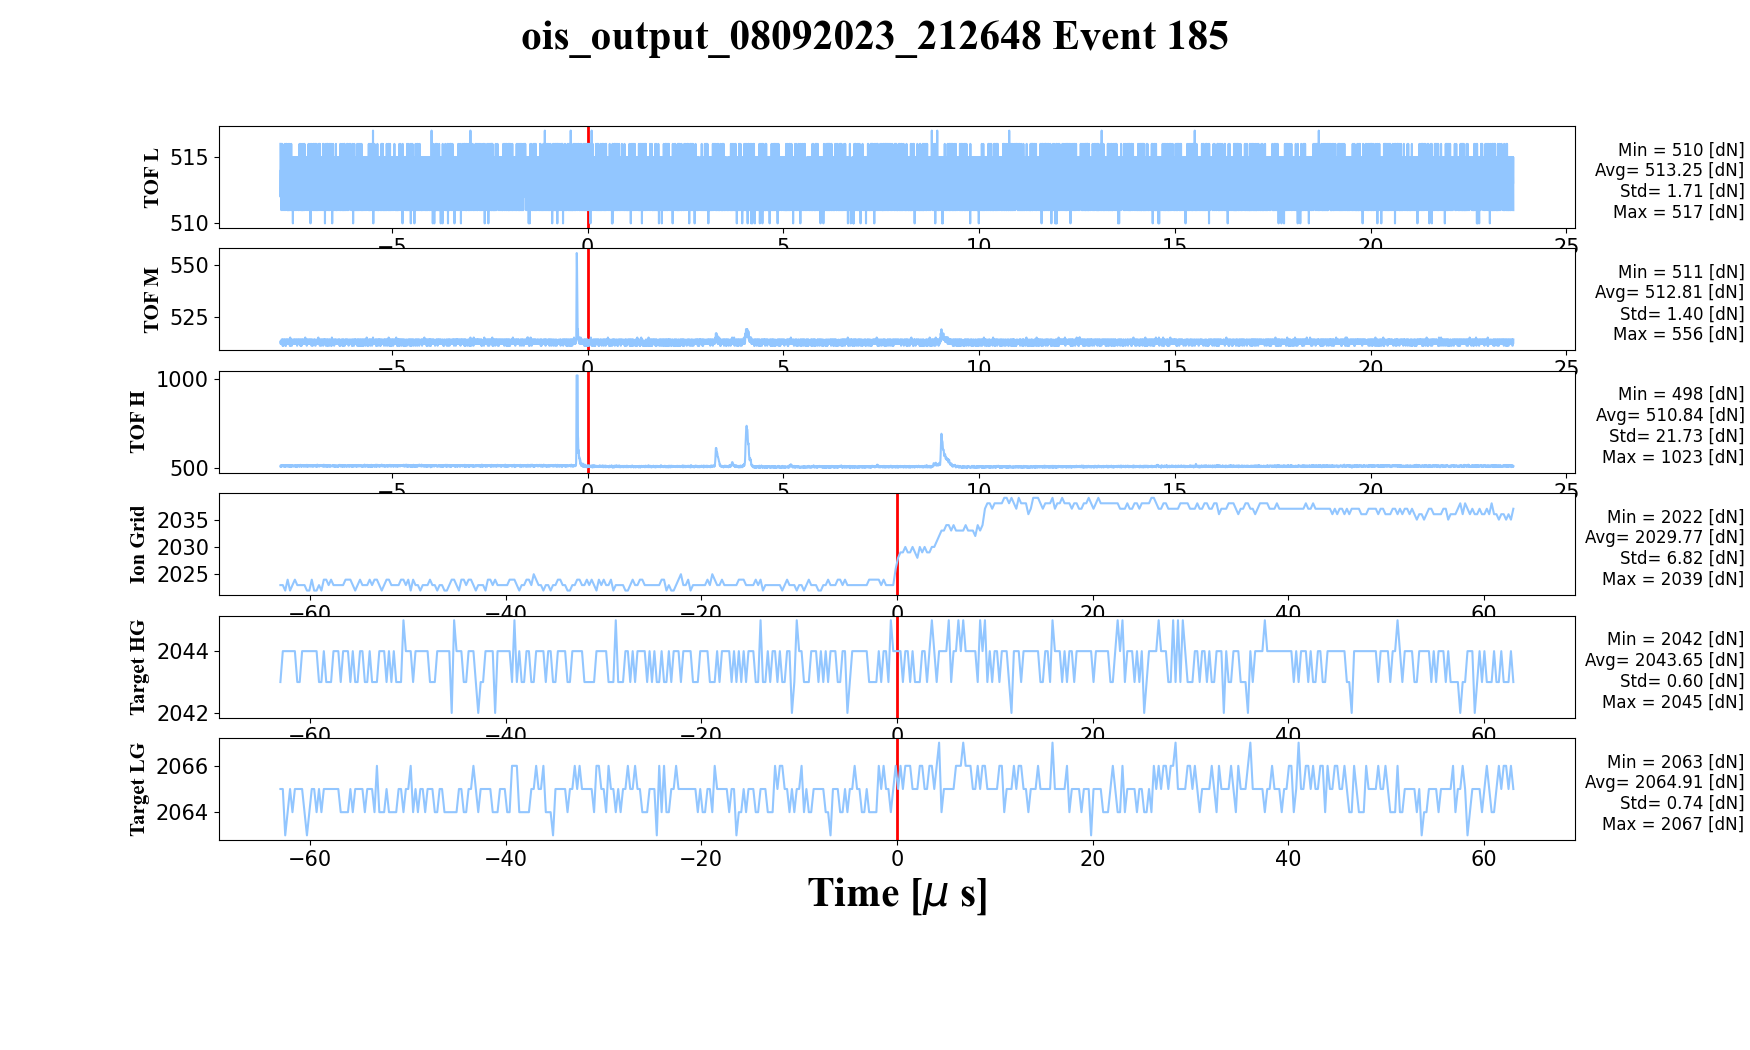 ois_output_08092023_212648 Event 185
TOF L
515
510
−5
0
5
10
15
20
25
Min = 510 [dN]
Avg= 513.25 [dN]
Std= 1.71 [dN]
Max = 517 [dN]
TOF M
550
525
−5
0
5
10
15
20
25
Min = 511 [dN]
Avg= 512.81 [dN]
Std= 1.40 [dN]
Max = 556 [dN]
TOF H
1000
500
−5
0
5
10
15
20
25
Min = 498 [dN]
Avg= 510.84 [dN]
Std= 21.73 [dN]
Max = 1023 [dN]
Ion Grid
2035
2030
2025
−60
−40
−20
0
20
40
60
Min = 2022 [dN]
Avg= 2029.77 [dN]
Std= 6.82 [dN]
Max = 2039 [dN]
Target HG
2044
2042
−60
−40
−20
0
20
40
60
Min = 2042 [dN]
Avg= 2043.65 [dN]
Std= 0.60 [dN]
Max = 2045 [dN]
Target LG
2066
2064
−60
−40
−20
0
20
40
60
Min = 2063 [dN]
Avg= 2064.91 [dN]
Std= 0.74 [dN]
Max = 2067 [dN]
Time [μ s]